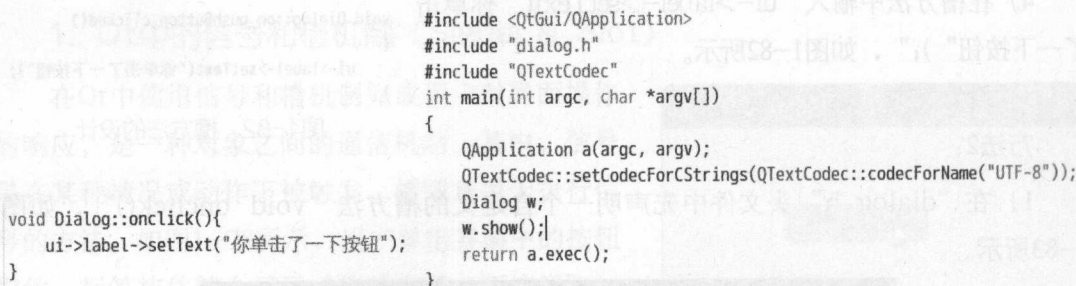 void Dialog::onclick(){
    ui->label->setText("你单击了一下按钮");
}
#include <QtGui/QApplication>
#include "dialog.h"
#include "QTextCodec"
int main(int argc, char *argv[])
{
    QApplication a(argc, argv);
    QTextCodec::setCodecForCStrings(QTextCodec::codecForName("UTF-8"));
    Dialog w;
    w.show();
    return a.exec();
}